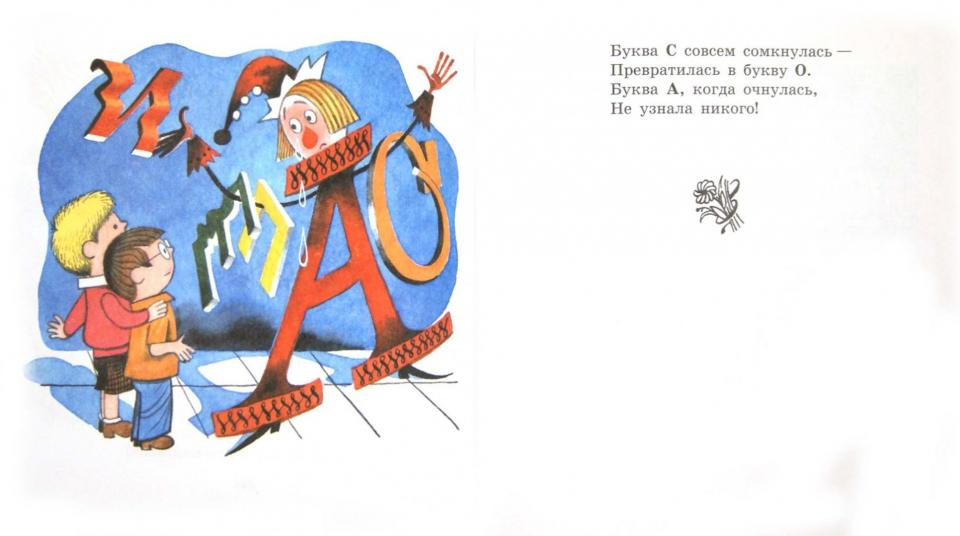 И
М
У
А
С
Буква С совсем сомкнулась —
Превратилась в букву О.
Буква А, когда очнулась,
Не узнала никого!